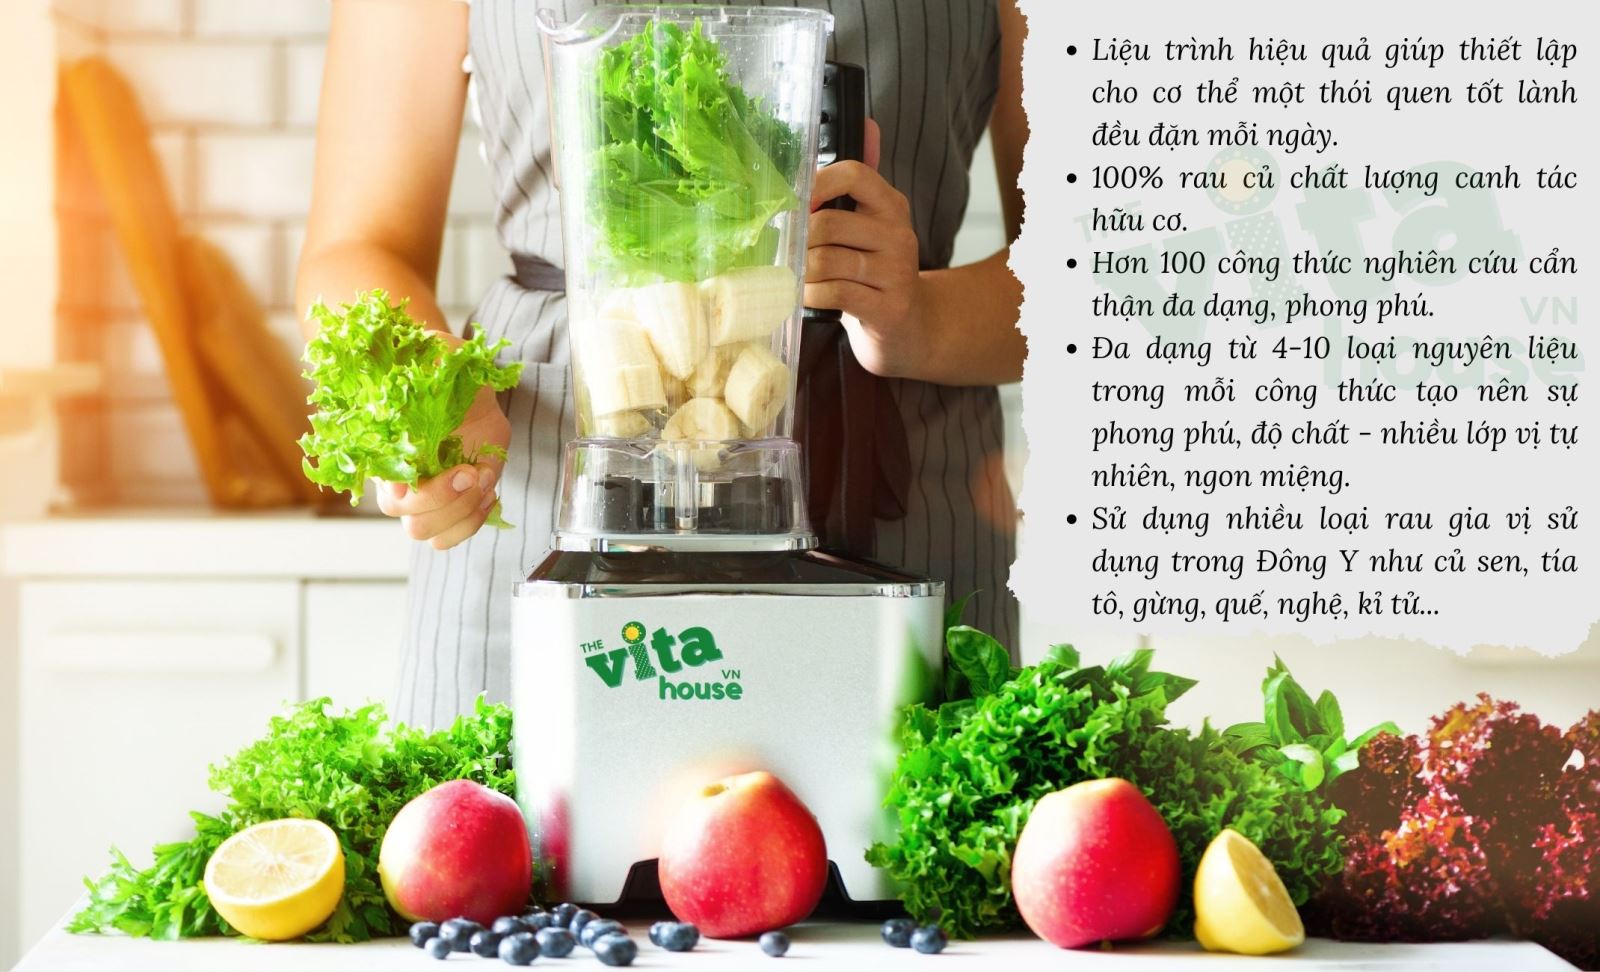 Liệu trình hiệu quả giúp thiết lập
cho cơ thể một thói quen tốt lành
đều đặn mỗi ngày.
100% rau củ chất lượng canh tác
hữu cơ.
Hơn 100 công thức nghiên cứu cẩn
thận đa dạng, phong phú.
Đa dạng từ 4-10 loại nguyên liệu
trong mỗi công thức tạo nên sự
phong phú, độ chất - nhiều lớp vị tự
nhiên, ngon miệng.
Sử dụng nhiều loại rau gia vị sử
dụng trong Đông Y như củ sen, tía
tô, gừng, quế, nghệ, kỉ tử...
THE
vita
VN
house
THE
vita
VN
house